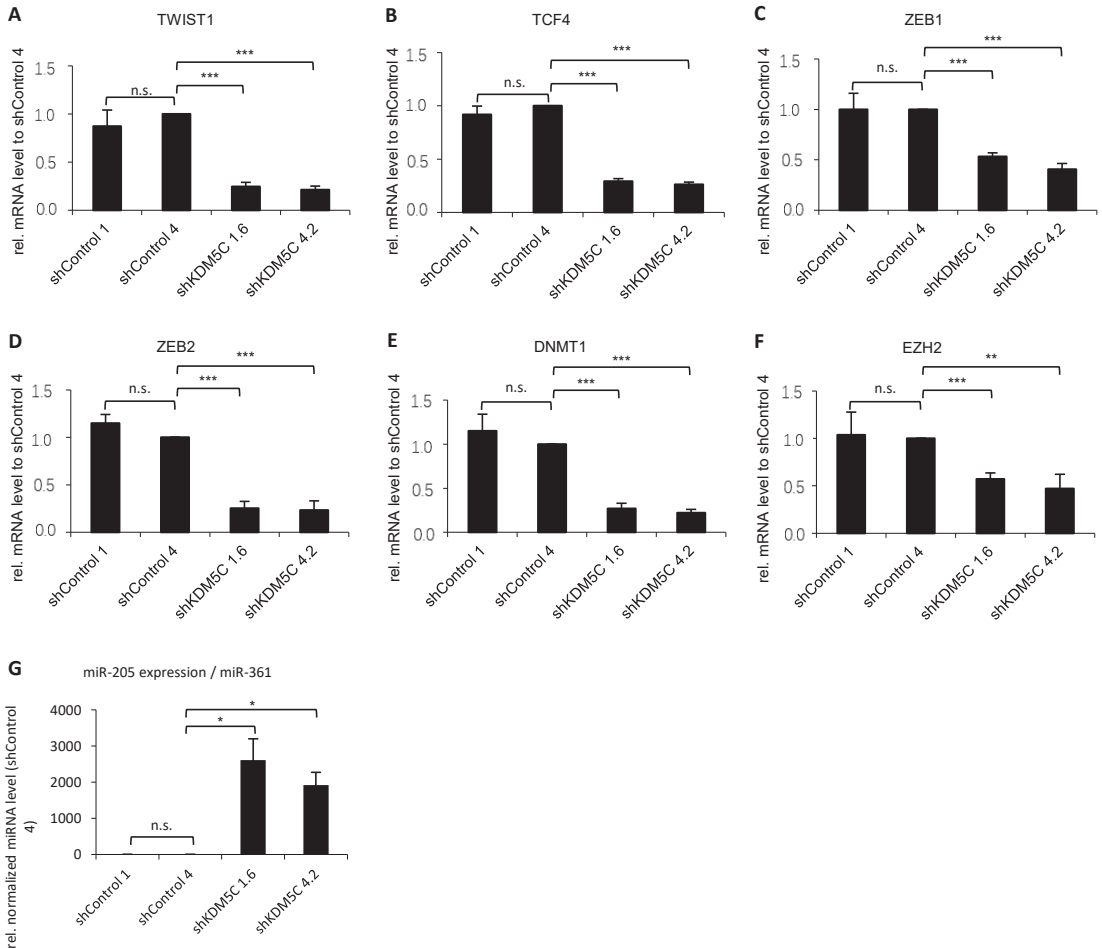 A
TWIST1
rel. mRNA level to shControl 4
1.5
1.0
0.5
0.0
n.s.
***
***
shControl 1
shControl 4
shKDM5C 1.6
shKDM5C 4.2
B
TCF4
rel. mRNA level to shControl 4
1.5
1.0
0.5
0.0
n.s.
***
***
shControl 1
shControl 4
shKDM5C 1.6
shKDM5C 4.2
C
ZEB1
rel. mRNA level to shControl 4
1.5
1.0
0.5
0.0
n.s.
***
***
shControl 1
shControl 4
shKDM5C 1.6
shKDM5C 4.2
D
ZEB2
rel. mRNA level to shControl 4
1.5
1.0
0.5
0.0
n.s.
***
***
shControl 1
shControl 4
shKDM5C 1.6
shKDM5C 4.2
E
DNMT1
rel. mRNA level to shControl 4
1.5
1.0
0.5
0.0
n.s.
***
***
shControl 1
shControl 4
shKDM5C 1.6
shKDM5C 4.2
F
EZH2
rel. mRNA level to shControl 4
1.5
1.0
0.5
0.0
n.s.
***
**
shControl 1
shControl 4
shKDM5C 1.6
shKDM5C 4.2
G
miR-205 expression / miR-361
rel. normalized miRNA level (shControl
4)
4000
3000
2000
1000
0
n.s.
*
*
shControl 1
shControl 4
shKDM5C 1.6
shKDM5C 4.2